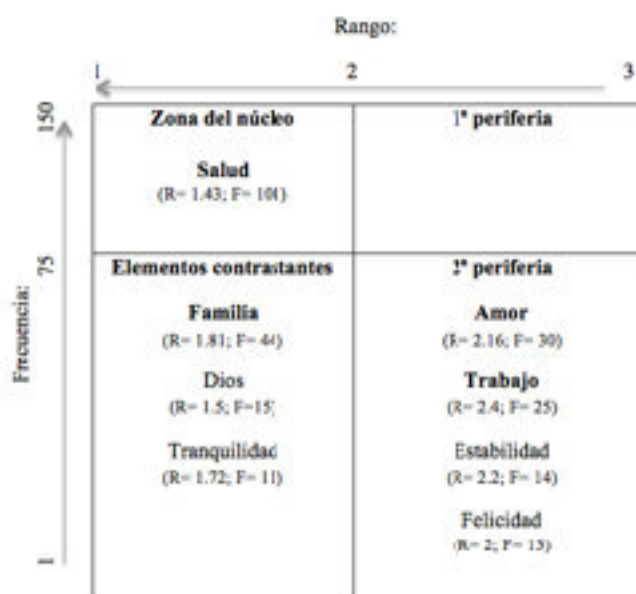 Rango:
1 2 3
150
Zona del núcleo
1ª periferia
Salud
(R= 1.43; F= 101)
75
Elementos contrastantes
2ª periferia
Frecuencia:
Familia
(R= 1.81; F= 44)
Amor
(R= 2.16; F= 30)
Dios
(R= 1.5; F=15)
Trabajo
(R= 2.4; F= 25)
Tranquilidad
(R= 1.72; F= 11)
Estabilidad
(R= 2.2; F= 14)
Felicidad
(R= 2; F= 13)
1